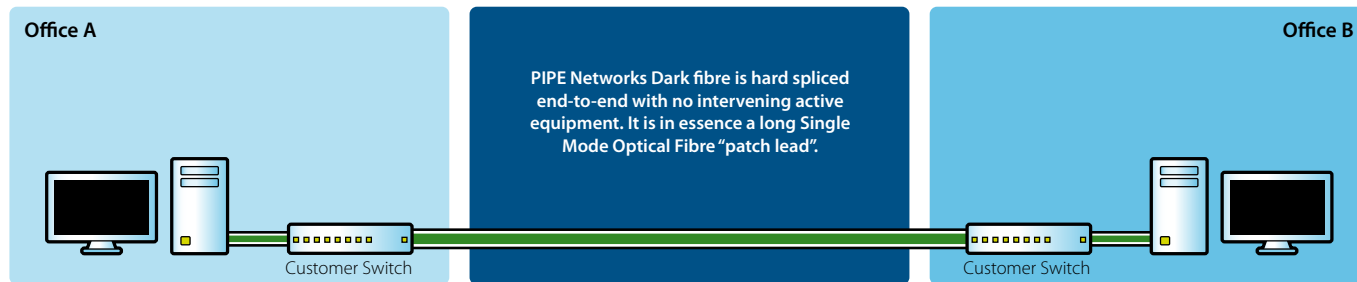 Office A
Office B
PIPE Networks Dark fibre is hard spliced
end-to-end with no intervening active
equipment. It is in essence a long Single
Mode Optical Fibre “patch lead”.
Customer Switch
Customer Switch